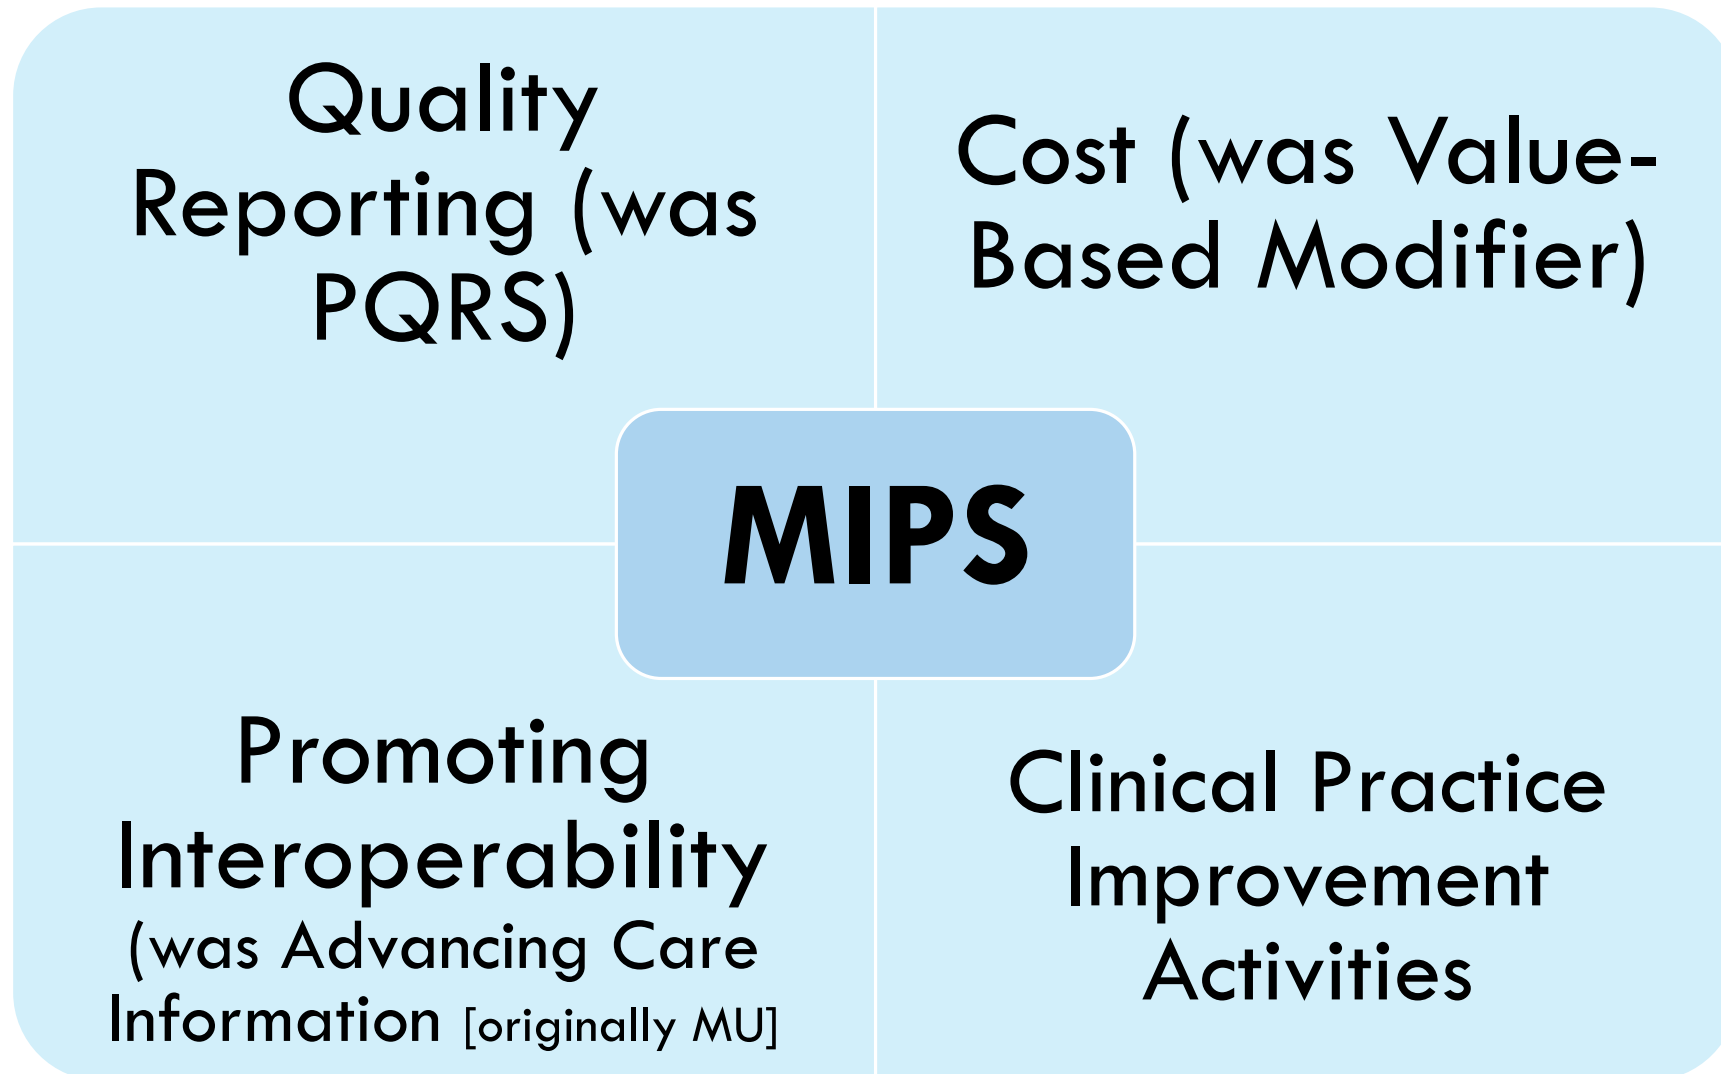 Quality
Reporting (was
PQRS)
Cost (was Value-
Based Modifier)
MIPS
Promoting
Interoperability
(was Advancing Care
Information [originally MU]
Clinical Practice
Improvement
Activities